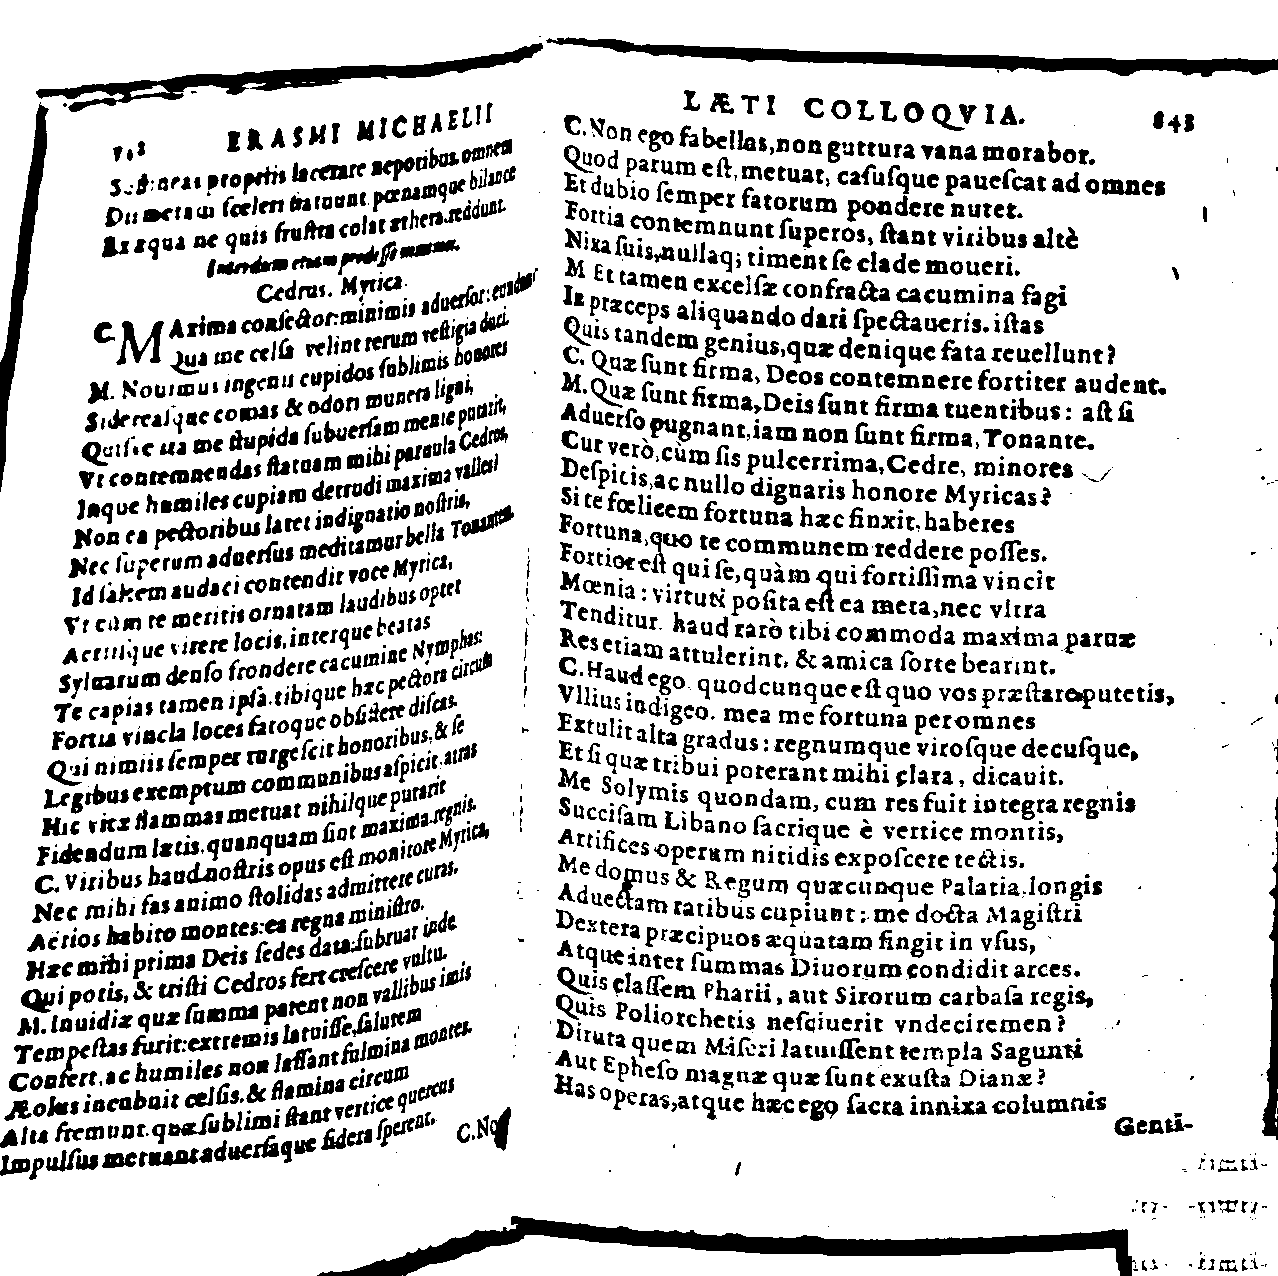 ERASMI MICHAELII
lacerare nepotibus, omnem
Dii metam sceleri statuunt pœnamque bilance
Ex æqua ne quis frustra colat æthera, reddunt.
Interdum etiam prodesse
Cedrus. Myrica.
C. MAxima consector: minimis aduersor:
Qua me celsa velint rerum vestigia duci.
M. Nouimus ingenii cupidos sublimis honores
Sidereasque comas & odori munera ligni,
me stupida subuersam mente putarit,
Vt contemnendas statuam mihi paruula Cedros,
Inque humiles cupiam detrudi maxima valles?
Non ea pectoribus latet indignatio nostris,
Nec superum aduersus meditamur bella Tonantem.
Id saltem audaci contendit voce Myrica,
Vt cùm te meritis ornatam laudibus optet
Aeriisque virere locis, interque beatas
Syluarum denso frondere cacumine Nymphas:
Te capias tamen ipsa, tibique hæc pectora circum
Fortia vincla loces fatoque obsistere discas.
Qui nimiis semper turgescit honoribus, & se
Legibus exemptum communibus aspicit, atras
Hic vitæ flammas metuat nihilque putarit
Fidendum lætis, quanquam sint maxima regnis.
C. Viribus haud nostris opus est monitore Myrica,
Nec mihi fas animo stolidas admittere curas.
Aërios habito montes: ea regna ministro.
Hæc mihi prima Deis sedes data: subruat inde
Qui potis, & tristi Cedros fert crescere vultu.
M. Inuidiæ quæ summa patent non vallibus imis
Tempestas furit: extremis latuisse, salutem
Confert, ac humiles non lassant fulmina montes.
Æolus incubuit celsis, & flamina circum
Alta fremunt, quæ sublimi stant vertice quercus
Impulsus metuant aduersaque sidera sperent.
C. No
LÆTI COLLOQVIA. 843
C. Non ego fabellas, non guttura vana morabor.
Quod parum est, metuat, casusque pauescat ad omnes
Et dubio semper fatorum pondere nutet.
Fortia contemnunt superos, stant viribus altè
Nixa suis, nullaq; timent se clade moueri.
M Et tamen excelsæ confracta cacumina fagi
In præceps aliquando dari spectaueris. istas
Quis tandem genius, quæ denique fata reuellunt?
C. Quæ sunt firma, Deos contemnere fortiter audent.
M. Quæ sunt firma, Deis sunt firma tuentibus: ast si
Aduerso pugnant, iam non sunt firma, Tonante.
Cur verò, cùm sis pulcerrima, Cedre, minores
Despicis, ac nullo dignaris honore Myricas?
Si te fœlicem fortuna hæc finxit, haberes
Fortuna, quo te communem reddere posses.
Fortior est qui se, quàm qui fortissima vincit
Mœnia: virtuti posita est ea meta, nec vltra
Tenditur. haud rarò tibi commoda maxima paruæ
Res etiam attulerint, & amica sorte bearint.
C. Haud ego, quodcunque est quo vos præstare putetis,
Vllius indigeo. mea me fortuna per omnes
Extulit alta gradus: regnumque virosque decusque,
Et si quæ tribui poterant mihi clara, dicauit.
Me Solymis quondam, cum res fuit integra regnis
Succisam Libano sacrique è vertice montis,
Artifices operum nitidis exposcere tectis.
Me domus & Regum quæcunque Palatia, longis
Aduectam ratibus cupiunt: me docta Magistri
Dextera præcipuos æquatam fingit in vsus,
Atque inter summas Diuorum condidit arces.
Quis classem Pharii, aut Sirorum carbasa regis,
Quis Poliorchetis nesciuerit vndeciremen?
Diruta quem Miseri latuissent templa Sagunti
Aut Epheso magnæ quæ sunt exusta Dianæ?
Has operas, atque hæc ego sacra innixa columnis
Genti-